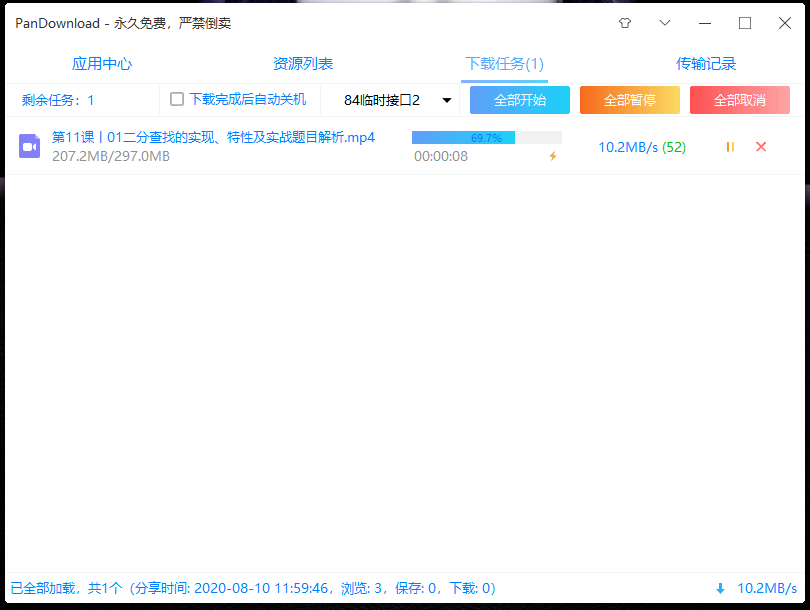 PanDownload - 永久免费，严禁倒卖
应用中心 资源列表 下载任务(1) 传输记录
剩余任务：1 下载完成后自动关机 84临时接口2 全部开始 全部暂停 全部取消
第11课丨01二分查找的实现、特性及实战题目解析.mp4 69.7% 10.2MB/s (52)
207.2MB/297.0MB 00:00:08
已全部加载，共1个（分享时间: 2020-08-10 11:59:46，浏览: 3，保存: 0，下载: 0） 10.2MB/s